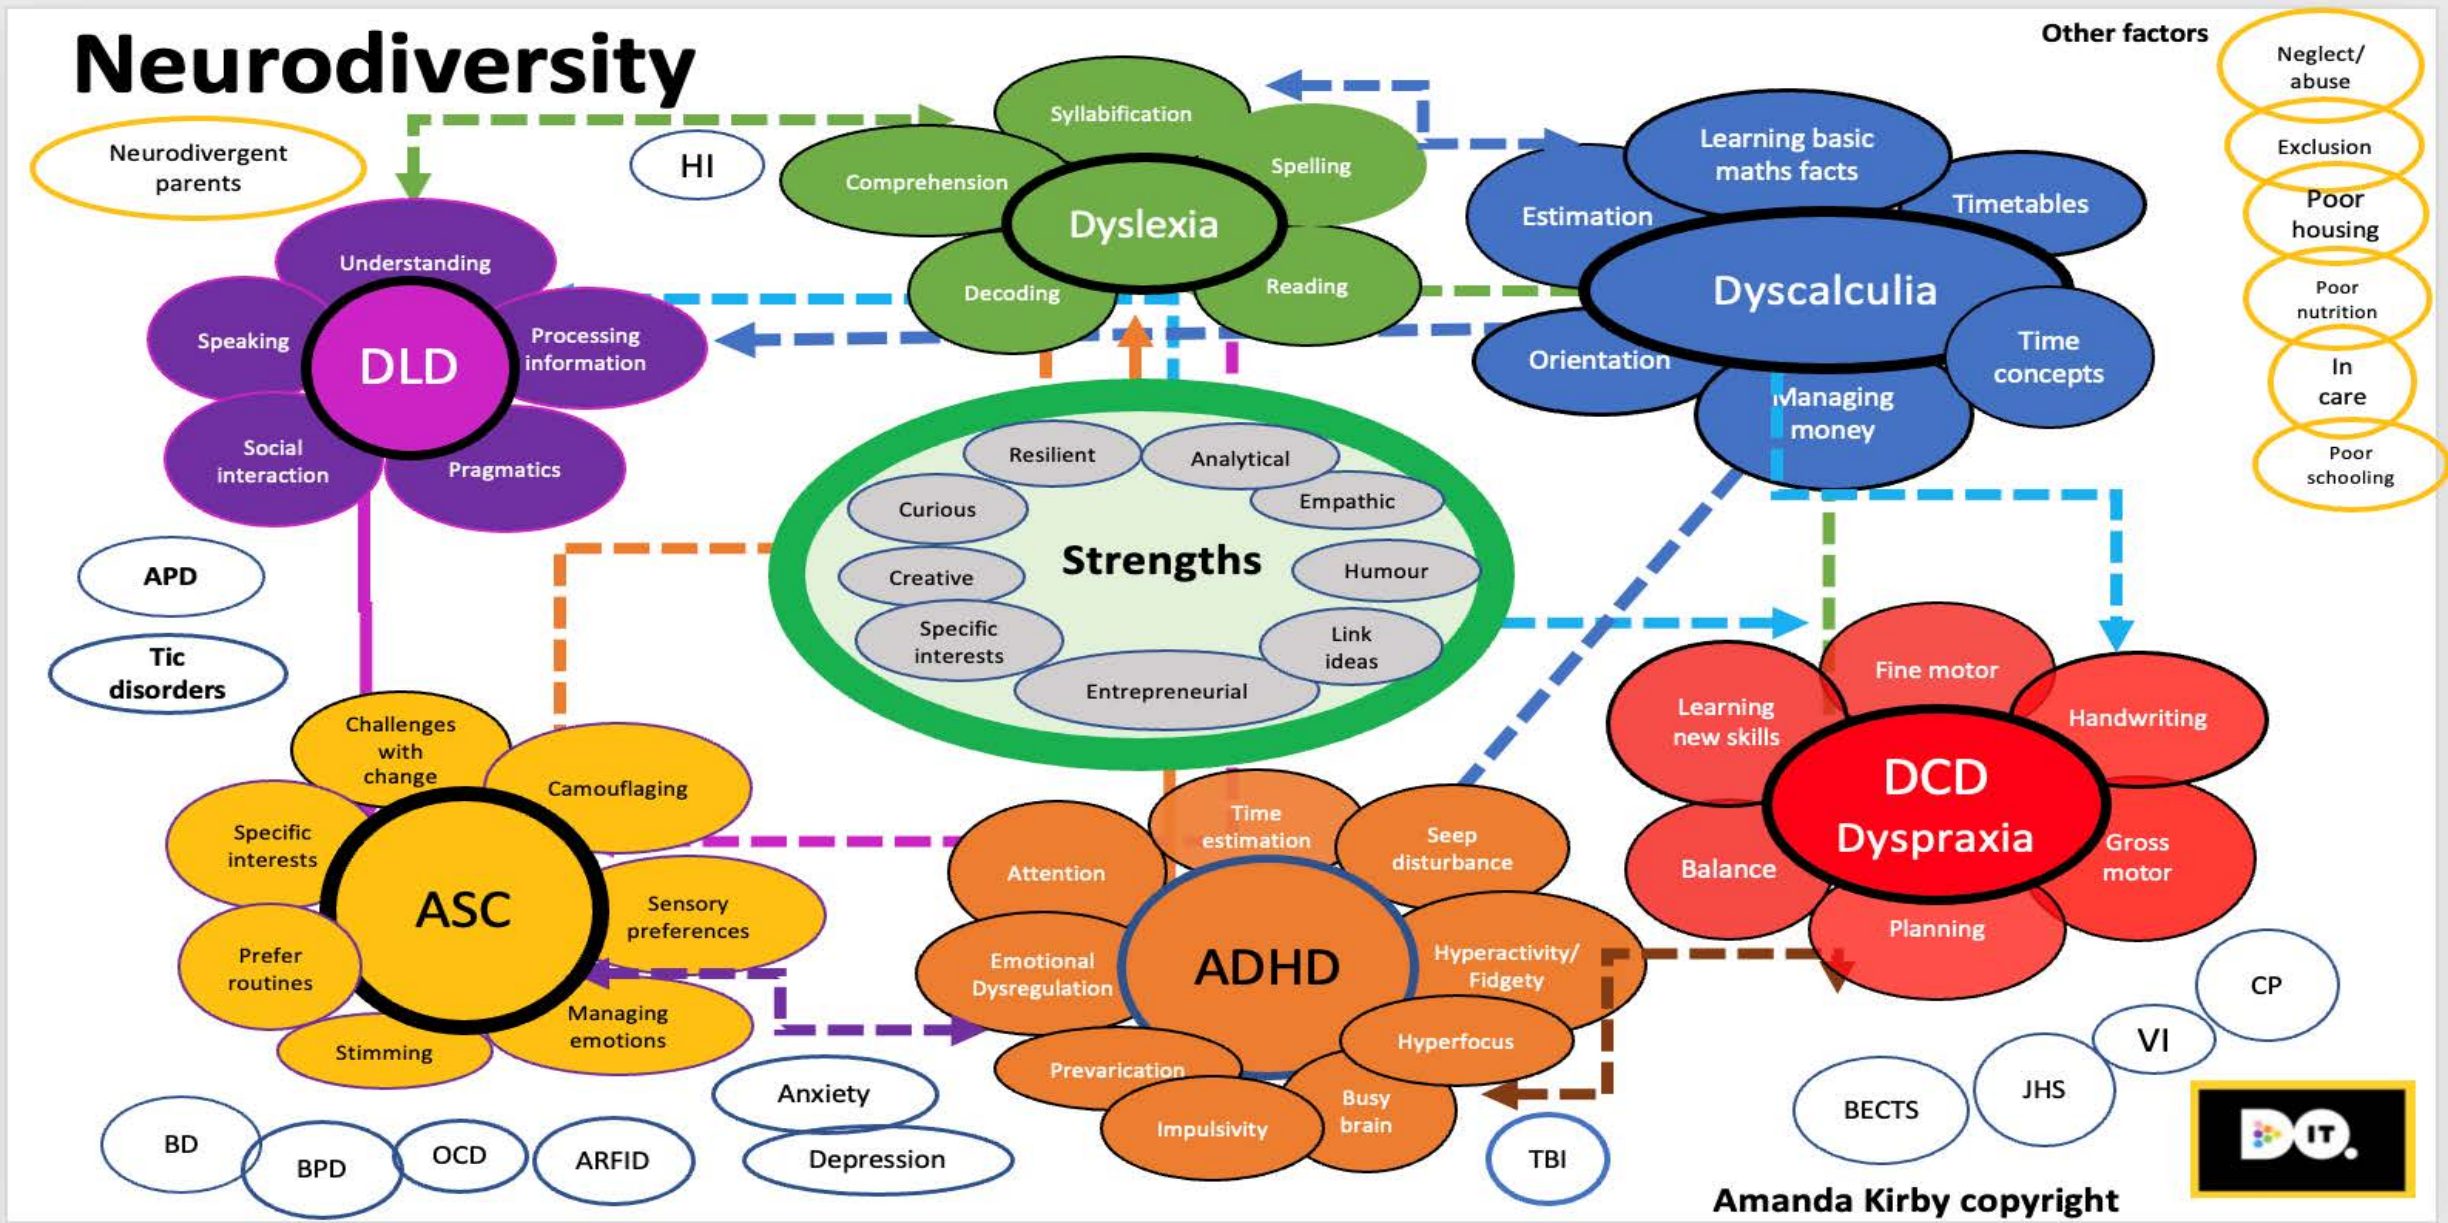 Neurodiversity
Other factors
Neglect/
abuse
Exclusion
Poor
housing
Poor
nutrition
In
care
Poor
schooling
Neurodivergent
parents
HI
Syllabification
Comprehension
Spelling
Dyslexia
Decoding
Reading
Learning basic
maths facts
Estimation
Timetables
Dyscalculia
Orientation
Time
concepts
Managing
money
Understanding
Speaking
DLD
Processing
information
Social
interaction
Pragmatics
APD
Tic
disorders
Resilient
Analytical
Curious
Empathic
Strengths
Creative
Humour
Specific
interests
Link
ideas
Entrepreneurial
Challenges
with
change
Camouflaging
Specific
interests
ASC
Sensory
preferences
Prefer
routines
Managing
emotions
Stimming
Time
estimation
Seep
disturbance
Attention
ADHD
Emotional
Dysregulation
Hyperactivity/
Fidgety
Hyperfocus
Prevarication
Busy
brain
Impulsivity
Fine motor
Learning
new skills
Handwriting
DCD
Dyspraxia
Balance
Gross
motor
Planning
CP
VI
JHS
BECTS
TBI
Anxiety
Depression
BD
BPD
OCD
ARFID
DO IT.
Amanda Kirby copyright